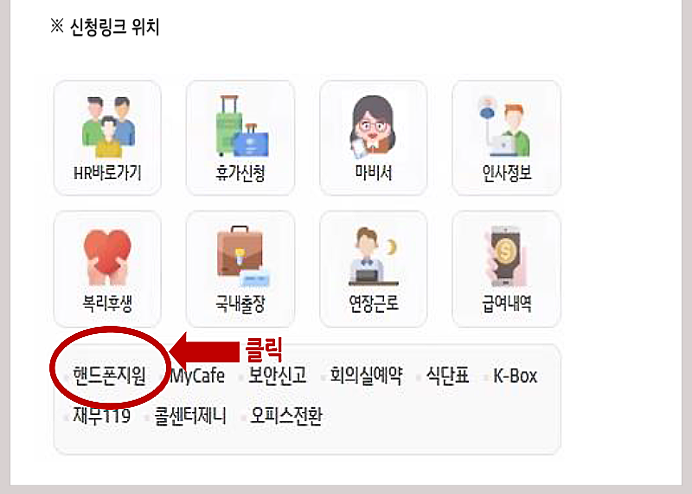 ※ 신청링크 위치
HR바로가기 휴가신청 마비서 인사정보
복리후생 국내출장 연장근로 급여내역
클릭
핸드폰지원 MyCafe 보안신고 회의실예약 식단표 K-Box
재무119 콜센터제니 오피스전환